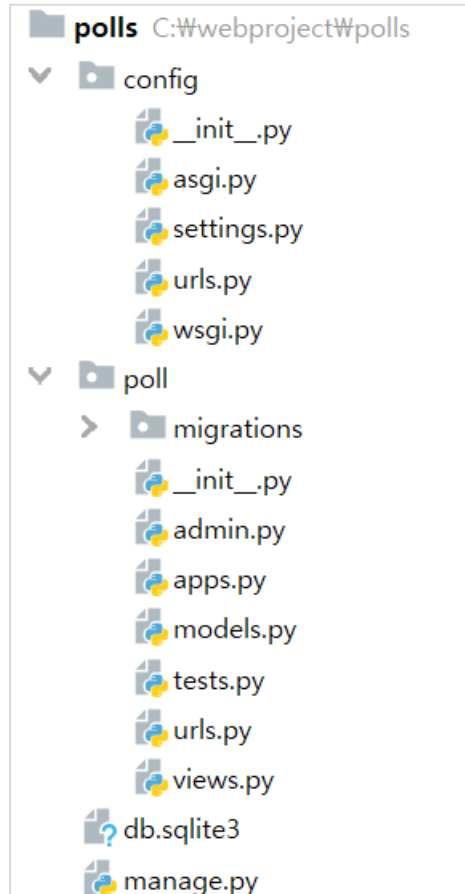 polls C:₩webproject₩polls
config
__init__.py
asgi.py
settings.py
urls.py
wsgi.py
poll
migrations
__init__.py
admin.py
apps.py
models.py
tests.py
urls.py
views.py
db.sqlite3
manage.py